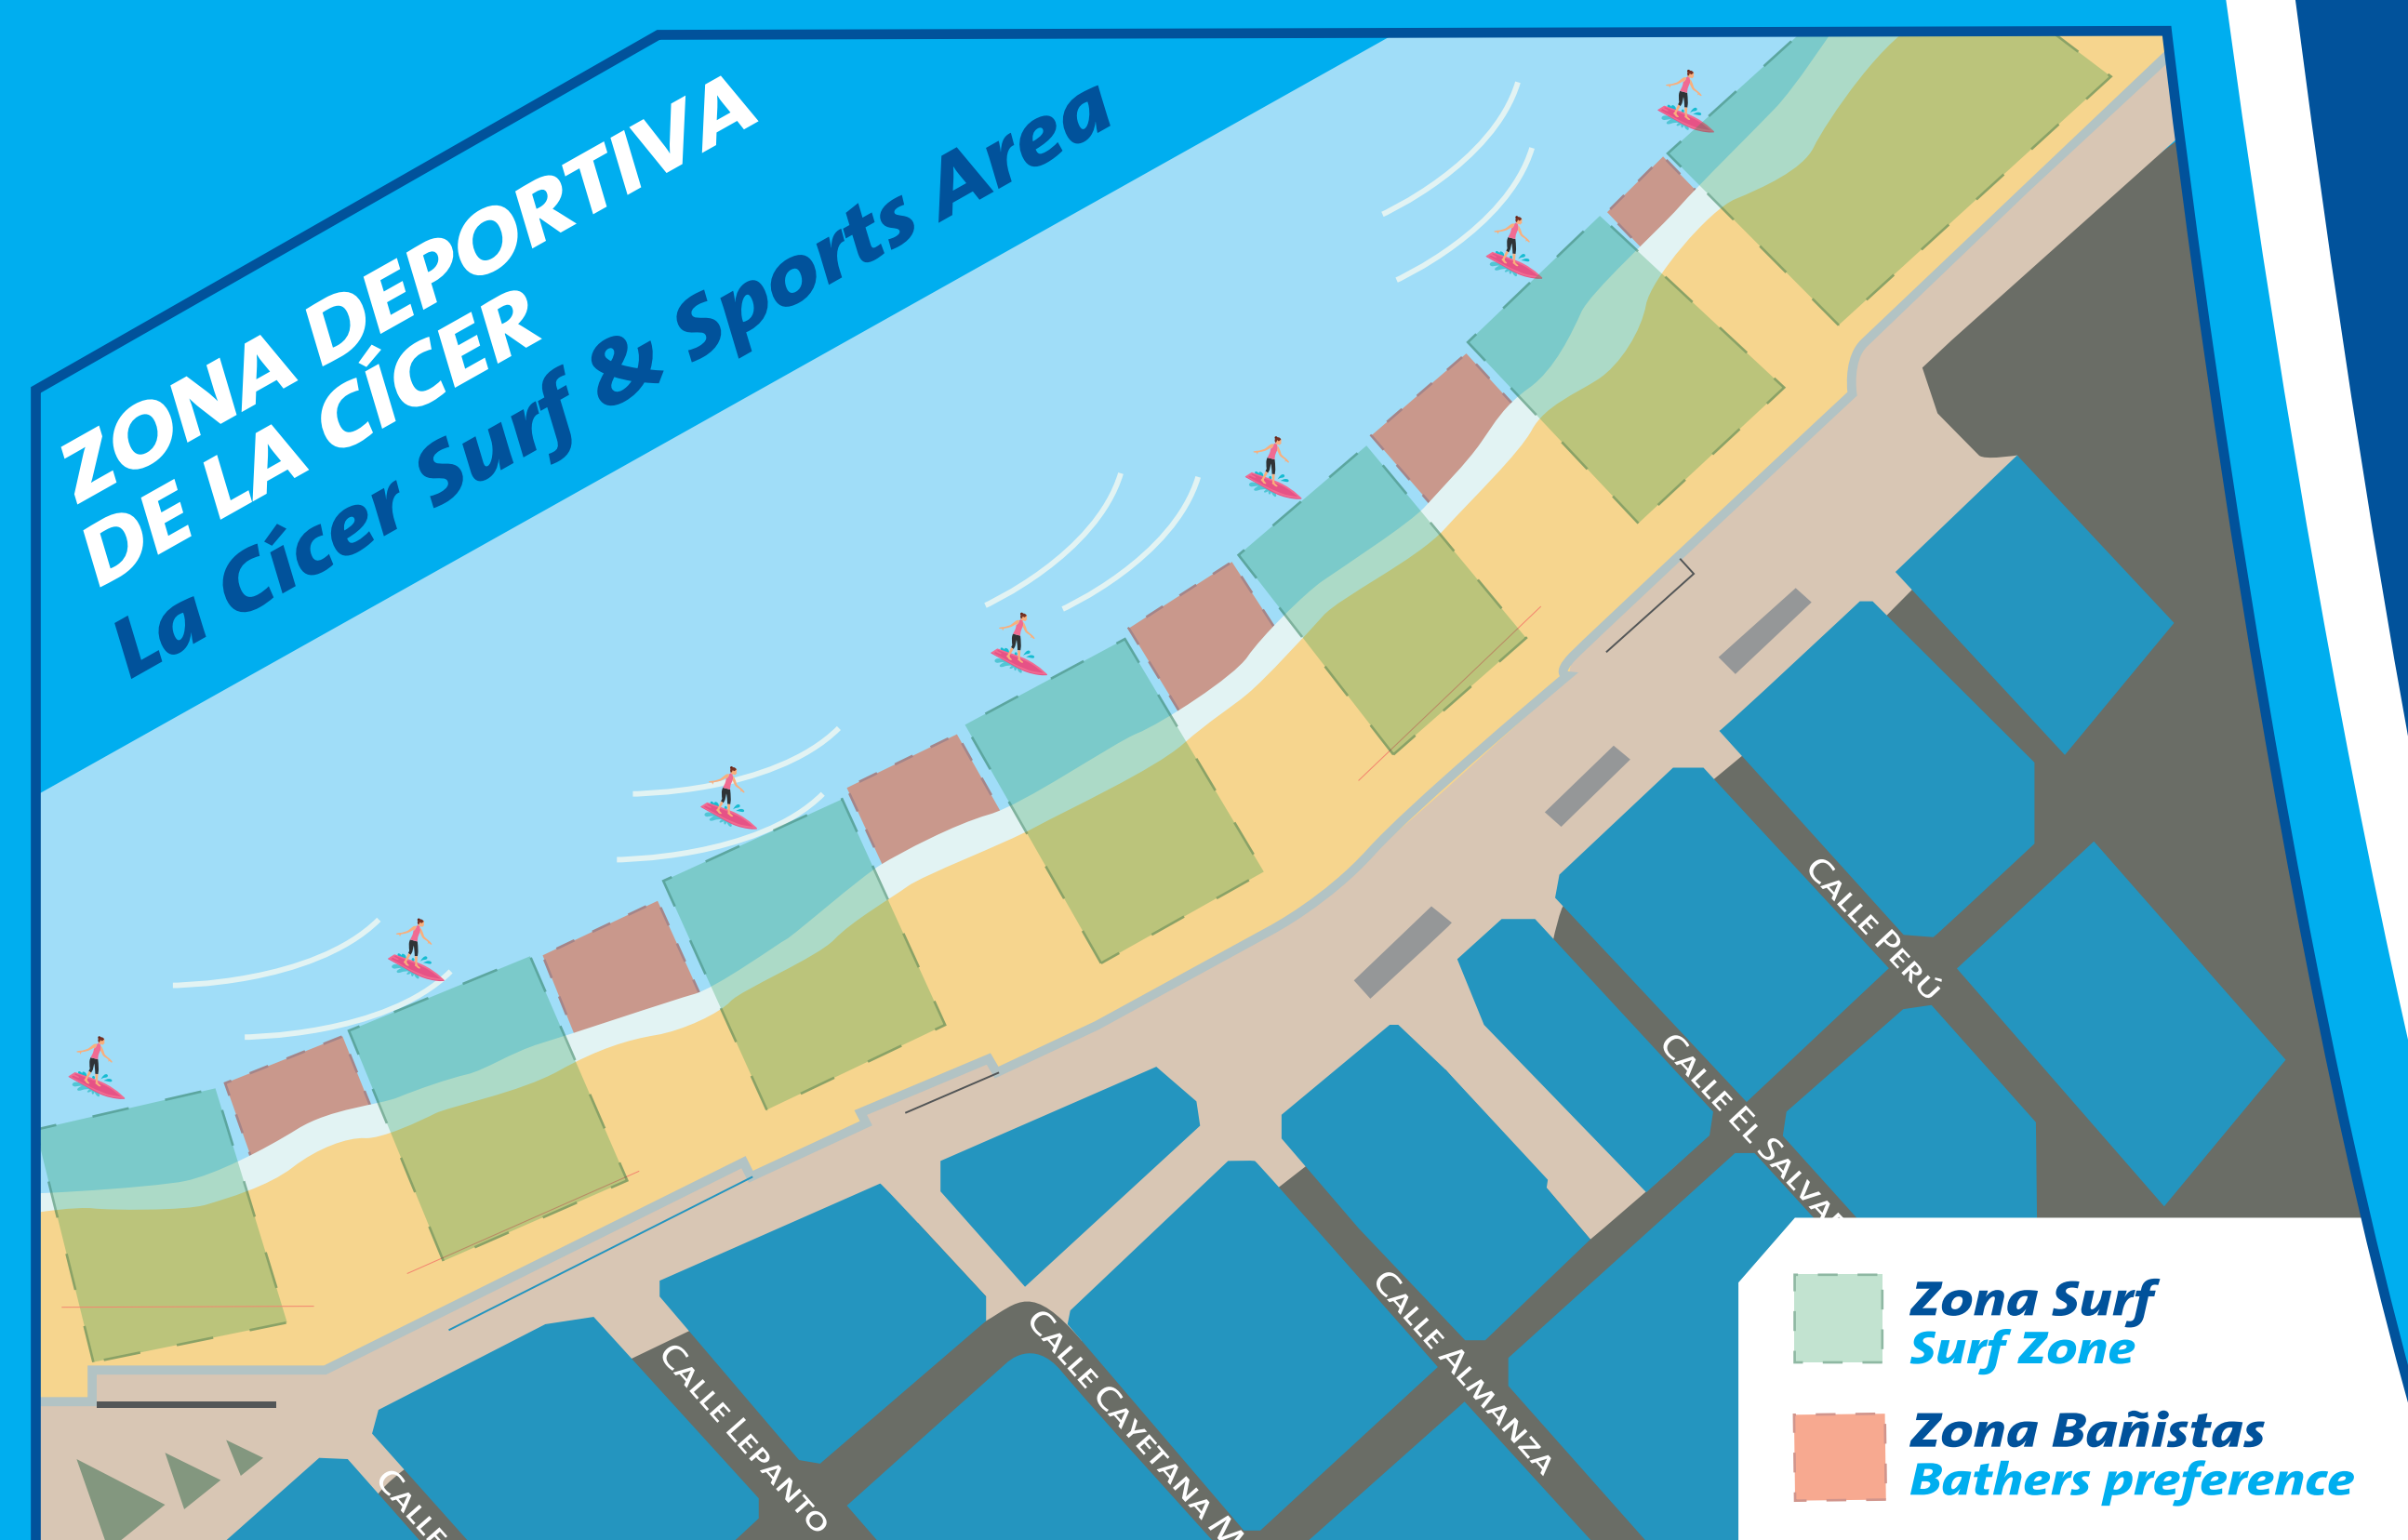 ZONA DEPORTIVA
DE LA CÍCER
La Cícer Surf & Sports Area
CALLE PERÚ
CALLE EL SALVA
CALLE ALMANZA
CALLE CAYETANA M
CALLE LEPANTO
CALLE
Zona Surf
Surf Zone
Zona Bañistas
Bathers preference